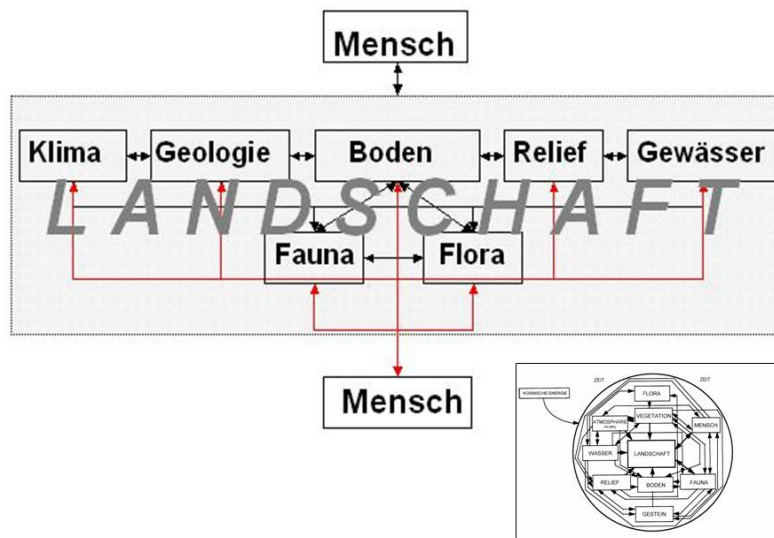 Mensch
Klima Geologie Boden Relief Gewässer
LANDSCHAFT
Fauna Flora
Mensch
ZEIT ZEIT
KOSMISCHE ENERGIE
FLORA
ATMOSPHÄRE VEGETATION MENSCH
WASSER LANDSCHAFT
RELIEF BODEN FAUNA
GESTEIN